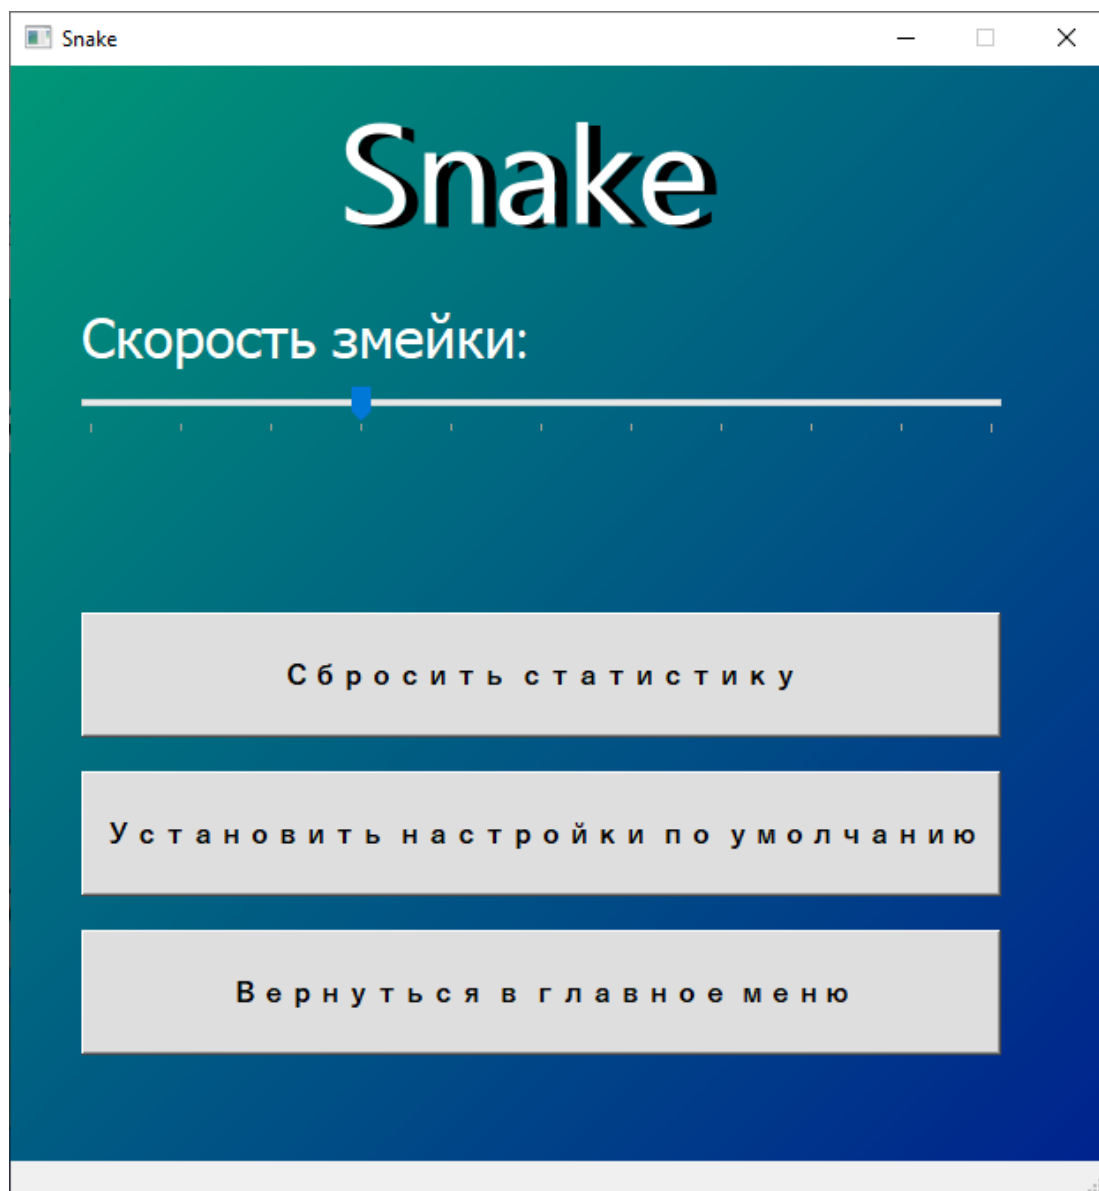 Snake
Snake
Скорость змейки:
Сбросить статистику
Установить настройки по умолчанию
Вернуться в главное меню